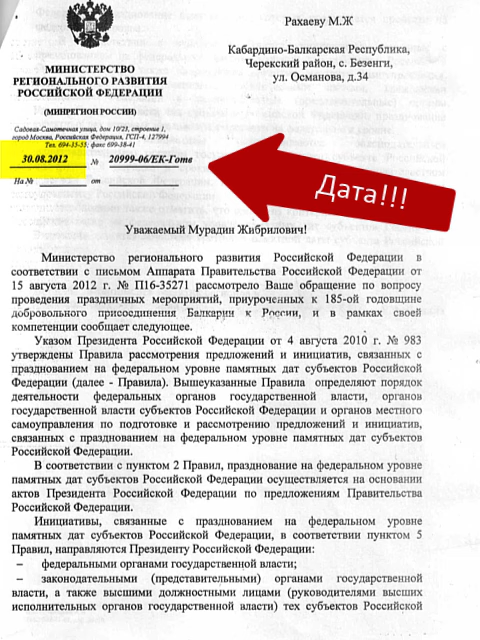 Рахаеву М.Ж
Кабардино-Балкарская Республика,
Черекский район, с. Безенги,
ул. Османова, д.34
МИНИСТЕРСТВО
РЕГИОНАЛЬНОГО РАЗВИТИЯ
РОССИЙСКОЙ ФЕДЕРАЦИИ
(МИНРЕГИОН РОССИИ)
Садовая-Самотечная улица, дом 10/23, строение 1,
город Москва, Российская Федерация, ГСП-4, 127994
Тел. 694-35-55; факс 699-38-41
30.08.2012 № 20999-06/ЕК-Готв
На № от
Дата!!!
Уважаемый Мурадин Жибрилович!
Министерство регионального развития Российской Федерации в
соответствии с письмом Аппарата Правительства Российской Федерации от
15 августа 2012 г. № П16-35271 рассмотрело Ваше обращение по вопросу
проведения праздничных мероприятий, приуроченных к 185-ой годовщине
добровольного присоединения Балкарии к России, и в рамках своей
компетенции сообщает следующее.
Указом Президента Российской Федерации от 4 августа 2010 г. № 983
утверждены Правила рассмотрения предложений и инициатив, связанных с
празднованием на федеральном уровне памятных дат субъектов Российской
Федерации (далее - Правила). Вышеуказанные Правила определяют порядок
деятельности федеральных органов государственной власти, органов
государственной власти субъектов Российской Федерации и органов местного
самоуправления по подготовке и рассмотрению предложений и инициатив,
связанных с празднованием на федеральном уровне памятных дат субъектов
Российской Федерации.
В соответствии с пунктом 2 Правил, празднование на федеральном уровне
памятных дат субъектов Российской Федерации осуществляется на основании
актов Президента Российской Федерации по предложениям Правительства
Российской Федерации.
Инициативы, связанные с празднованием на федеральном уровне
памятных дат субъектов Российской Федерации, в соответствии пунктом 5
Правил, направляются Президенту Российской Федерации:
– федеральными органами государственной власти;
– законодательными (представительными) органами государственной
власти, а также высшими должностными лицами (руководителями высших
исполнительных органов государственной власти) тех субъектов Российской